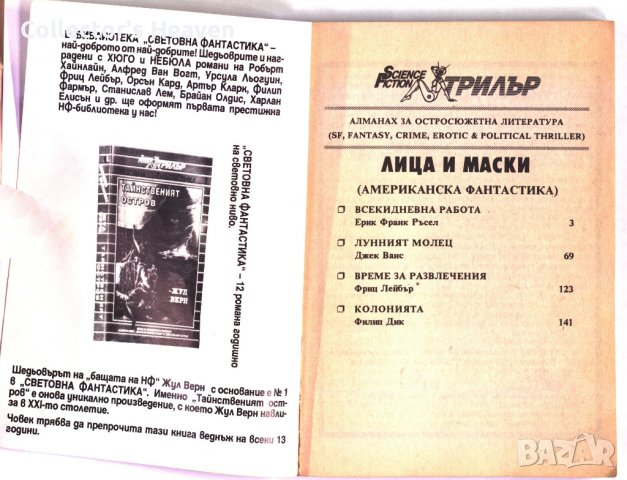 Collector's Heaven
В БИБЛИОТЕКА „СВЕТОВНА ФАНТАСТИКА“ –
най-доброто от най-добрите! Шедьоврите и наг-
радени с ХЮГО и НЕБЮЛА романи на Робърт
Хайнлайн, Алфред Ван Вогт, Урсула Льогуин,
Фриц Лейбър, Орсън Кард, Артър Кларк, Филип
Фармър, Станислав Лем, Брайън Олдис, Харлан
Елисън и др. ще оформят първата престижна
НФ-библиотека у нас!
ТРИЛЪР
ТАЙНСТВЕНИЯТ
ОСТРОВ
ЖУЛ
ВЕРН
„СВЕТОВНА ФАНТАСТИКА“ – 12 романа годишно
на световно ниво.
Шедьовърът на „бащата на НФ“ Жул Верн с основание е № 1
в „СВЕТОВНА ФАНТАСТИКА“. Именно „Тайнственият ост-
ров“ е онова уникално произведение, с което Жул Верн навли-
за в XXI-то столетие.
Човек трябва да препрочита тази книга веднъж на всеки 13
години.
SCIENCE
FICTION
ТРИЛЪР
АЛМАНАХ ЗА ОСТРОСЮЖЕТНА ЛИТЕРАТУРА
(SF, FANTASY, CRIME, EROTIC & POLITICAL THRILLER)
ЛИЦА И МАСКИ
(АМЕРИКАНСКА ФАНТАСТИКА)
ВСЕКИДНЕВНА РАБОТА
Ерик Франк Ръсел 3
ЛУННИЯТ МОЛЕЦ
Джек Ванс 69
ВРЕМЕ ЗА РАЗВЛЕЧЕНИЯ
Фриц Лейбър 123
КОЛОНИЯТА
Филип Дик 141
БАЗАР